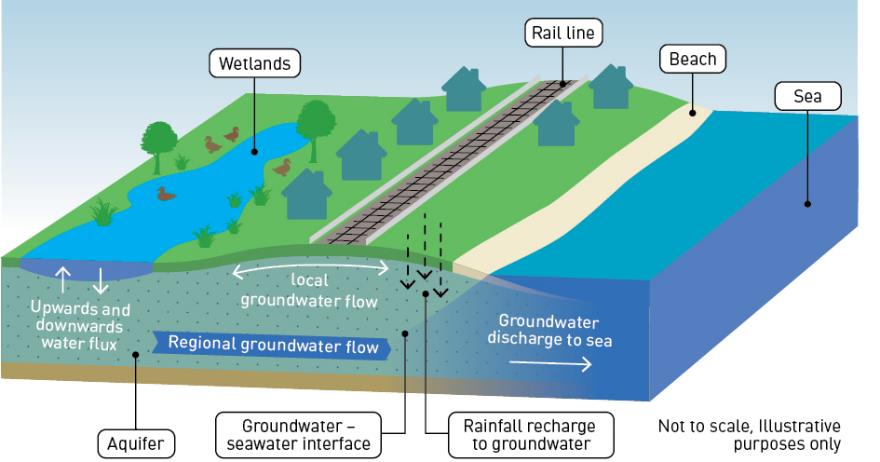 Rail line
Wetlands
Beach
Sea
local
groundwater flow
Upwards and
downwards
water flux
Regional groundwater flow
Groundwater
discharge to sea
Aquifer
Groundwater –
seawater interface
Rainfall recharge
to groundwater
Not to scale, Illustrative
purposes only